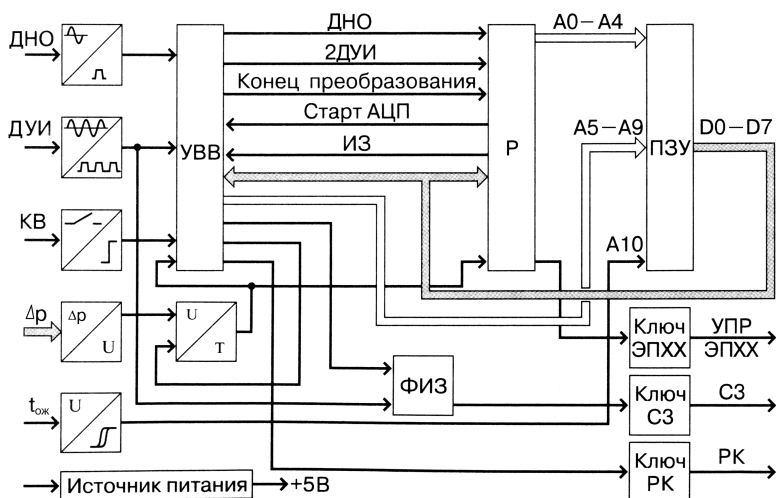 ДНО
ДНО
A0–A4
2ДУИ
Конец преобразования
ДУИ
Старт АЦП
A5–A9
D0–D7
УВВ
ИЗ
Р
ПЗУ
КВ
A10
Δp
Δp
U
U
T
Ключ
ЭПХХ
УПР
ЭПХХ
ФИЗ
tож
U
Ключ
СЗ
СЗ
Источник питания
+5В
Ключ
РК
РК